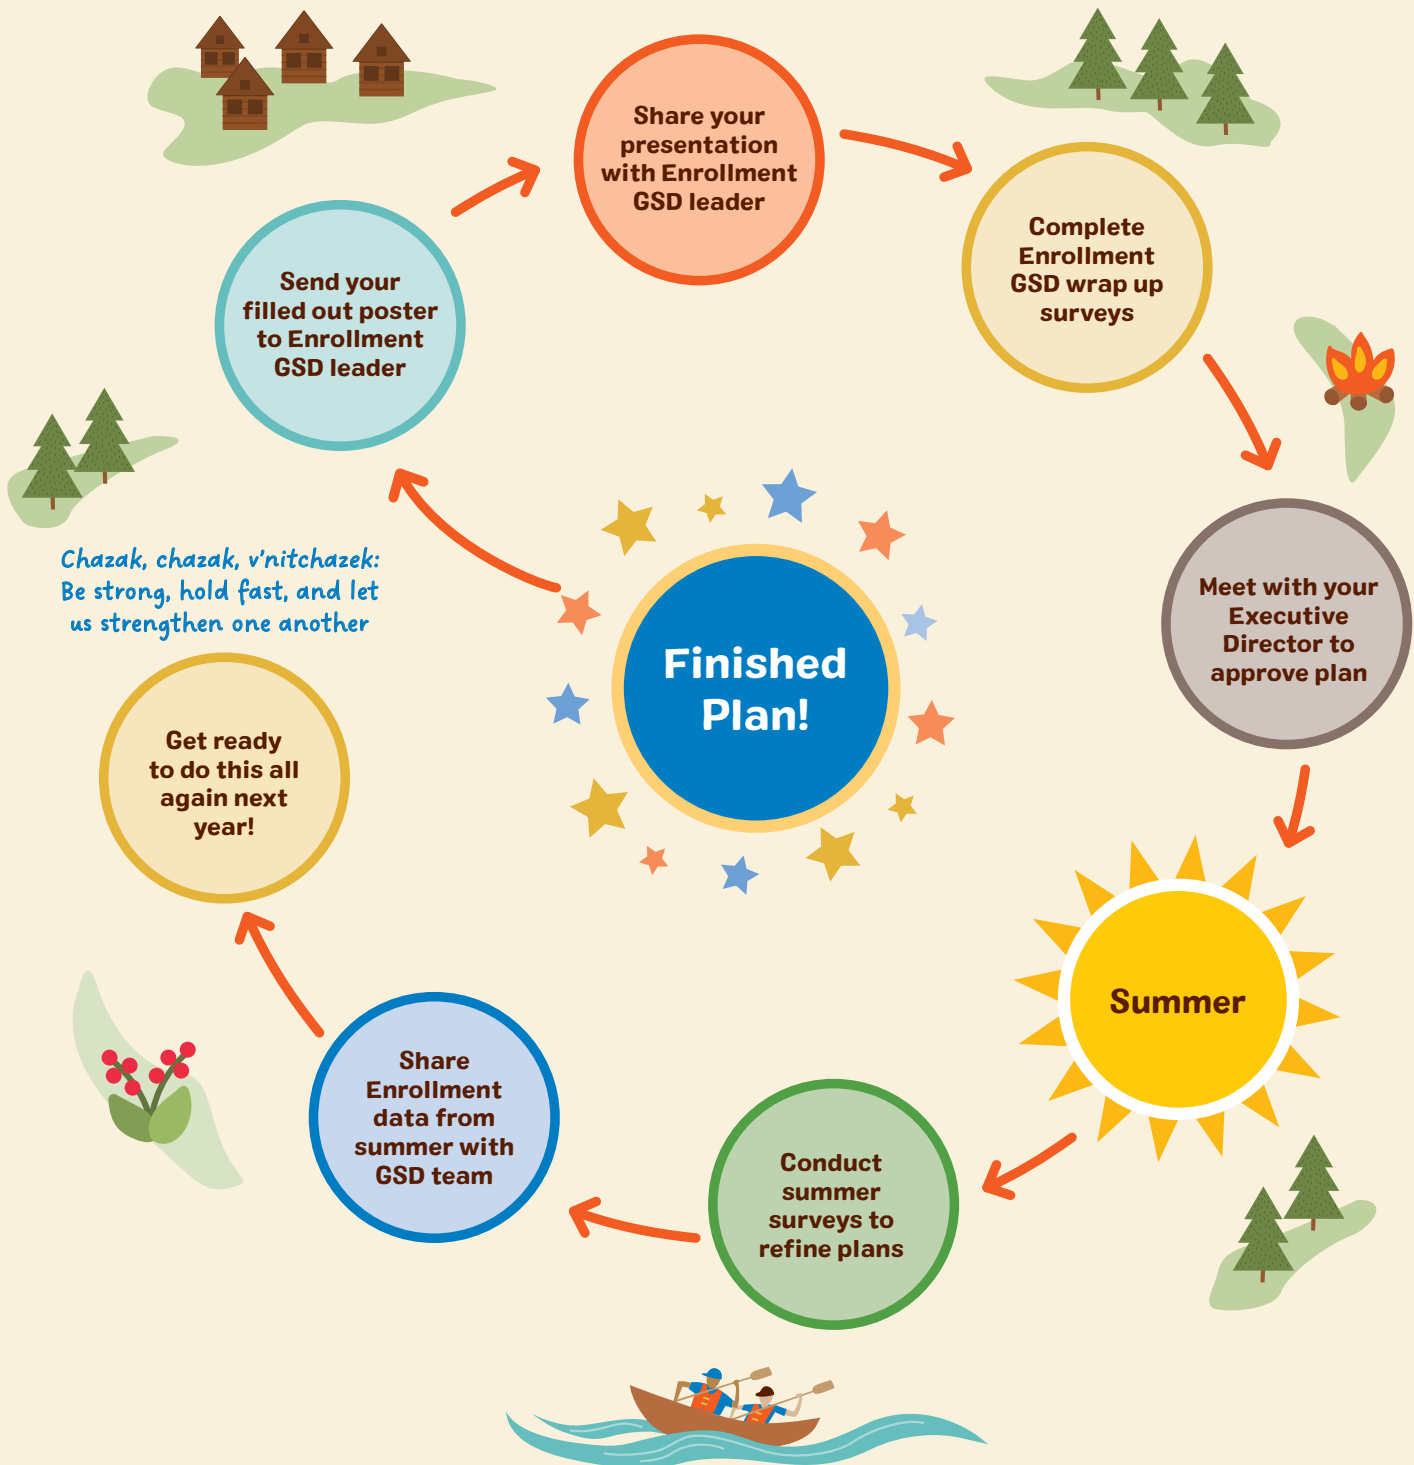 Share your
presentation
with Enrollment
GSD leader
Complete
Enrollment
GSD wrap up
surveys
Send your
filled out poster
to Enrollment
GSD leader
Meet with your
Executive
Director to
approve plan
Chazak, chazak, v'nitchazek:
Be strong, hold fast, and let
us strengthen one another
Finished
Plan!
Get ready
to do this all
again next
year!
Summer
Share
Enrollment
data from
summer with
GSD team
Conduct
summer
surveys to
refine plans